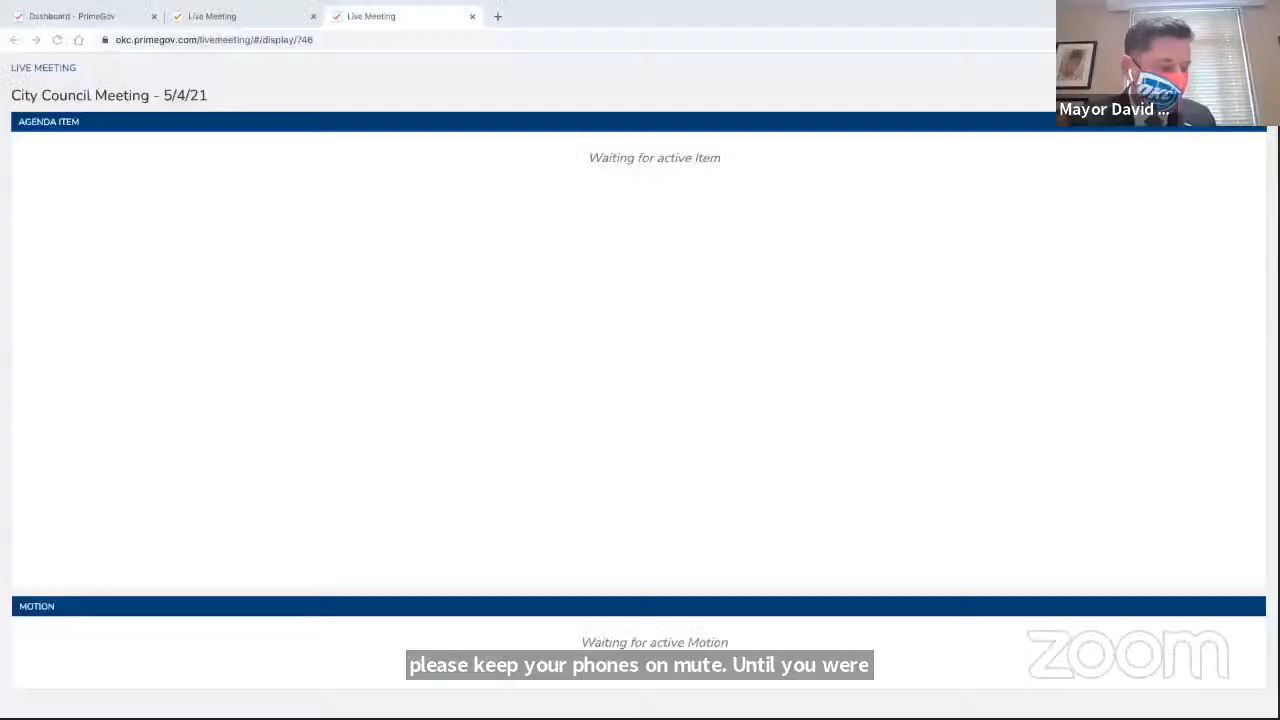 Dashboard - PrimeGov
Live Meeting
Live Meeting
okc.primegov.com/livemeeting/#/display/746
LIVE MEETING
City Council Meeting - 5/4/21
OKC
Mayor David ...
AGENDA ITEM
Waiting for active Item
MOTION
Waiting for active Motion
please keep your phones on mute. Until you were
zoom